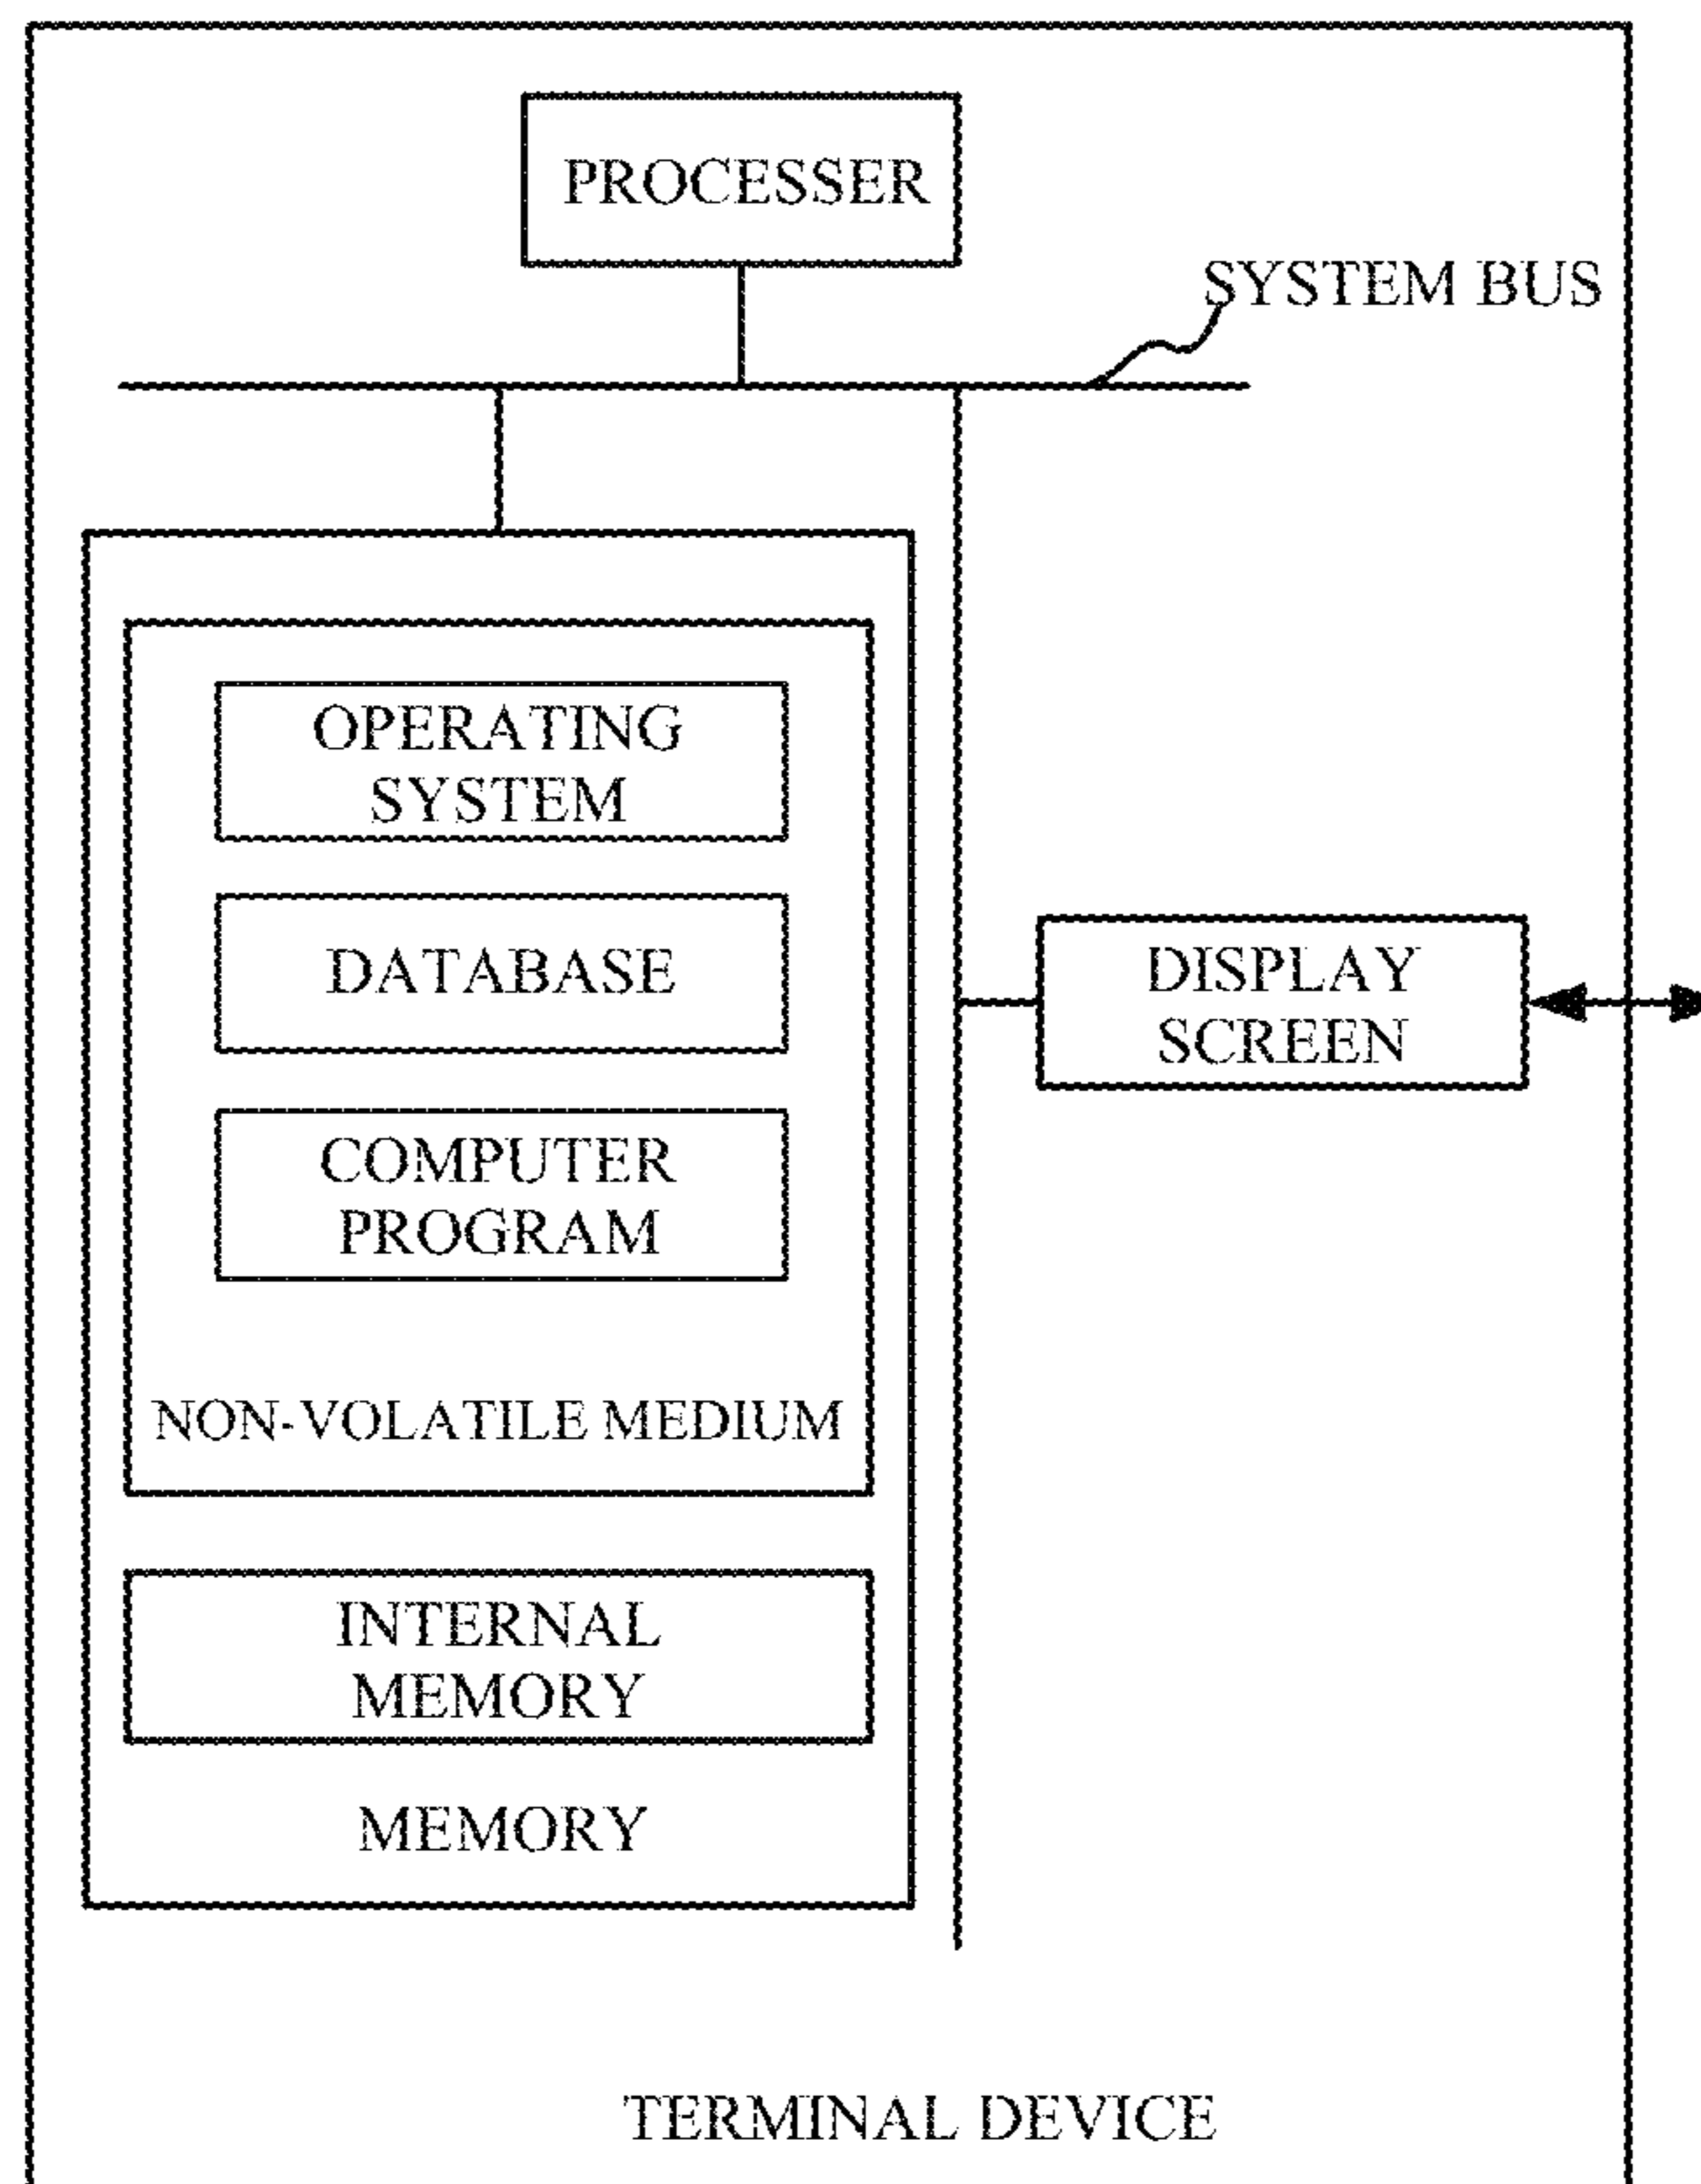 PROCESSER
SYSTEM BUS
OPERATING
SYSTEM
DATABASE
COMPUTER
PROGRAM
NON-VOLATILE MEDIUM
INTERNAL
MEMORY
MEMORY
DISPLAY
SCREEN
TERMINAL DEVICE